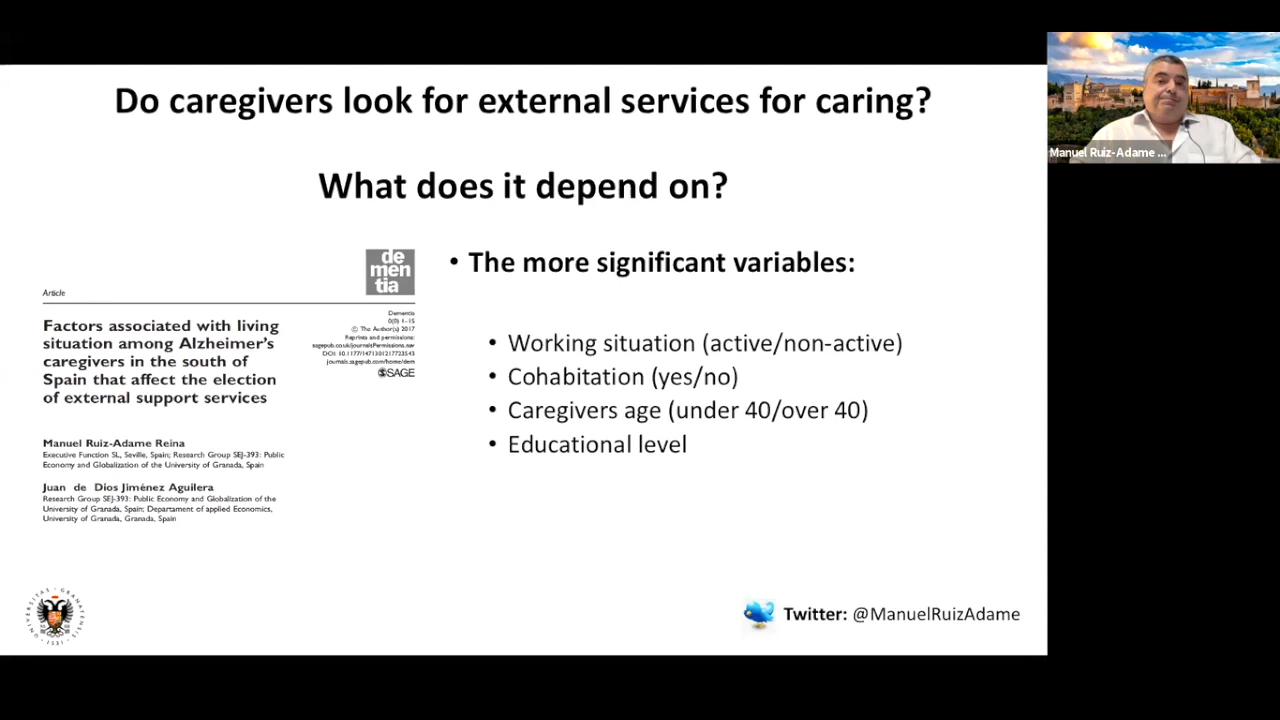 Do caregivers look for external services for caring?
What does it depend on?
Manuel Ruiz-Adame ...
de
men
tia
Article
Dementia
0(0) 1–15
© The Author(s) 2017
Reprints and permissions:
sagepub.co.uk/journalsPermissions.nav
DOI: 10.1177/1471301217723543
journals.sagepub.com/home/dem
SAGE
Factors associated with living
situation among Alzheimer's
caregivers in the south of
Spain that affect the election
of external support services
Manuel Ruiz-Adame Reina
Executive Function SL, Seville, Spain; Research Group SEJ-393: Public
Economy and Globalization of the University of Granada, Spain
Juan de Dios Jiménez Aguilera
Research Group SEJ-393: Public Economy and Globalization of the
University of Granada, Spain; Departament of applied Economics,
University of Granada, Granada, Spain
• The more significant variables:
• Working situation (active/non-active)
• Cohabitation (yes/no)
• Caregivers age (under 40/over 40)
• Educational level
UNIVERSITAS GRANATENSIS
1531
Twitter: @ManuelRuizAdame